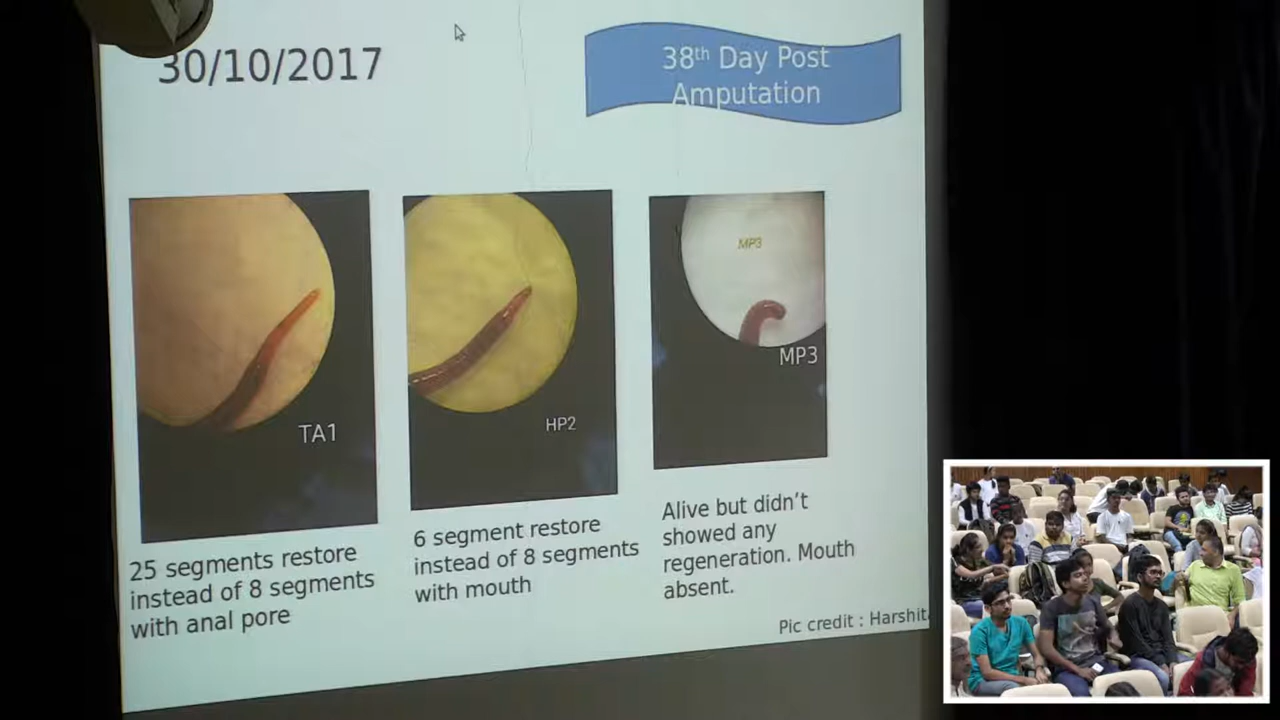 30/10/2017
38th Day Post
Amputation
MP3
TA1
HP2
MP3
25 segments restore
instead of 8 segments
with anal pore
6 segment restore
instead of 8 segments
with mouth
Alive but didn't
showed any
regeneration. Mouth
absent.
Pic credit : Harshita